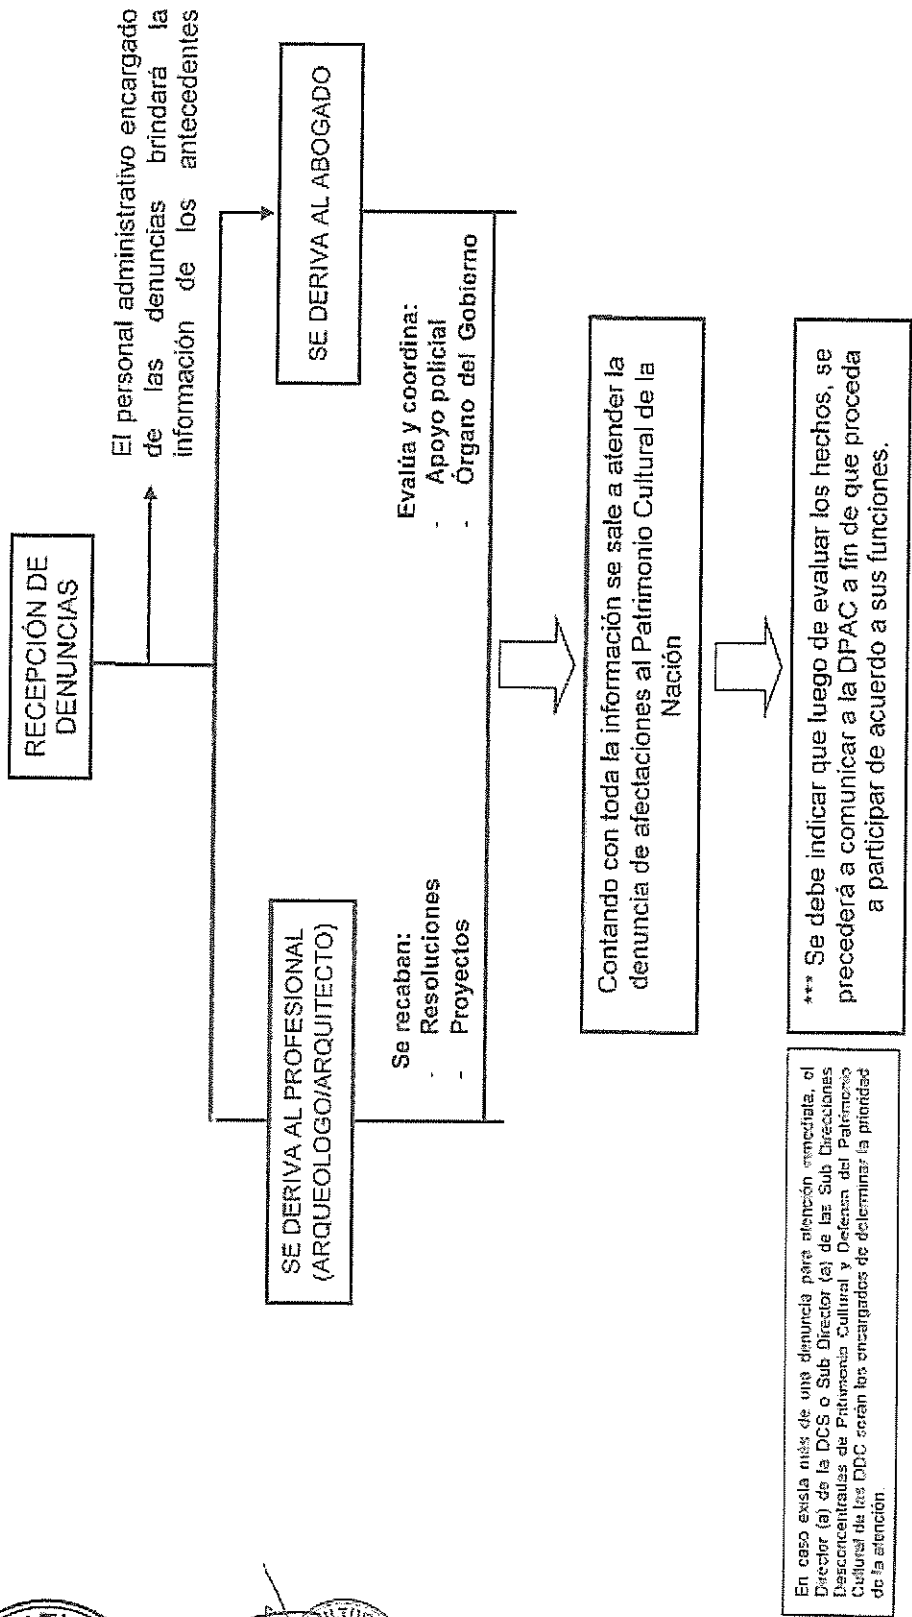 RECEPCIÓN DE
DENUNCIAS
El personal administrativo encargado
de las denuncias brindará la
información de los antecedentes
SE DERIVA AL PROFESIONAL
(ARQUEOLOGO/ARQUITECTO)
SE DERIVA AL ABOGADO
Se recaban:
- Resoluciones
- Proyectos
Evalúa y coordina:
- Apoyo policial
- Órgano del Gobierno
Contando con toda la información se sale a atender la
denuncia de afectaciones al Patrimonio Cultural de la
Nación
*** Se debe indicar que luego de evaluar los hechos, se
precederá a comunicar a la DPAC a fin de que proceda
a participar de acuerdo a sus funciones.
En caso exista más de una denuncia para atención inmediata, el
Director (a) de la DCS o Sub Director (a) de las Sub Direcciones
Desconcentradas de Patrimonio Cultural y Defensa del Patrimonio
Cultural de las DDC serán los encargados de determinar la prioridad
de la atención.